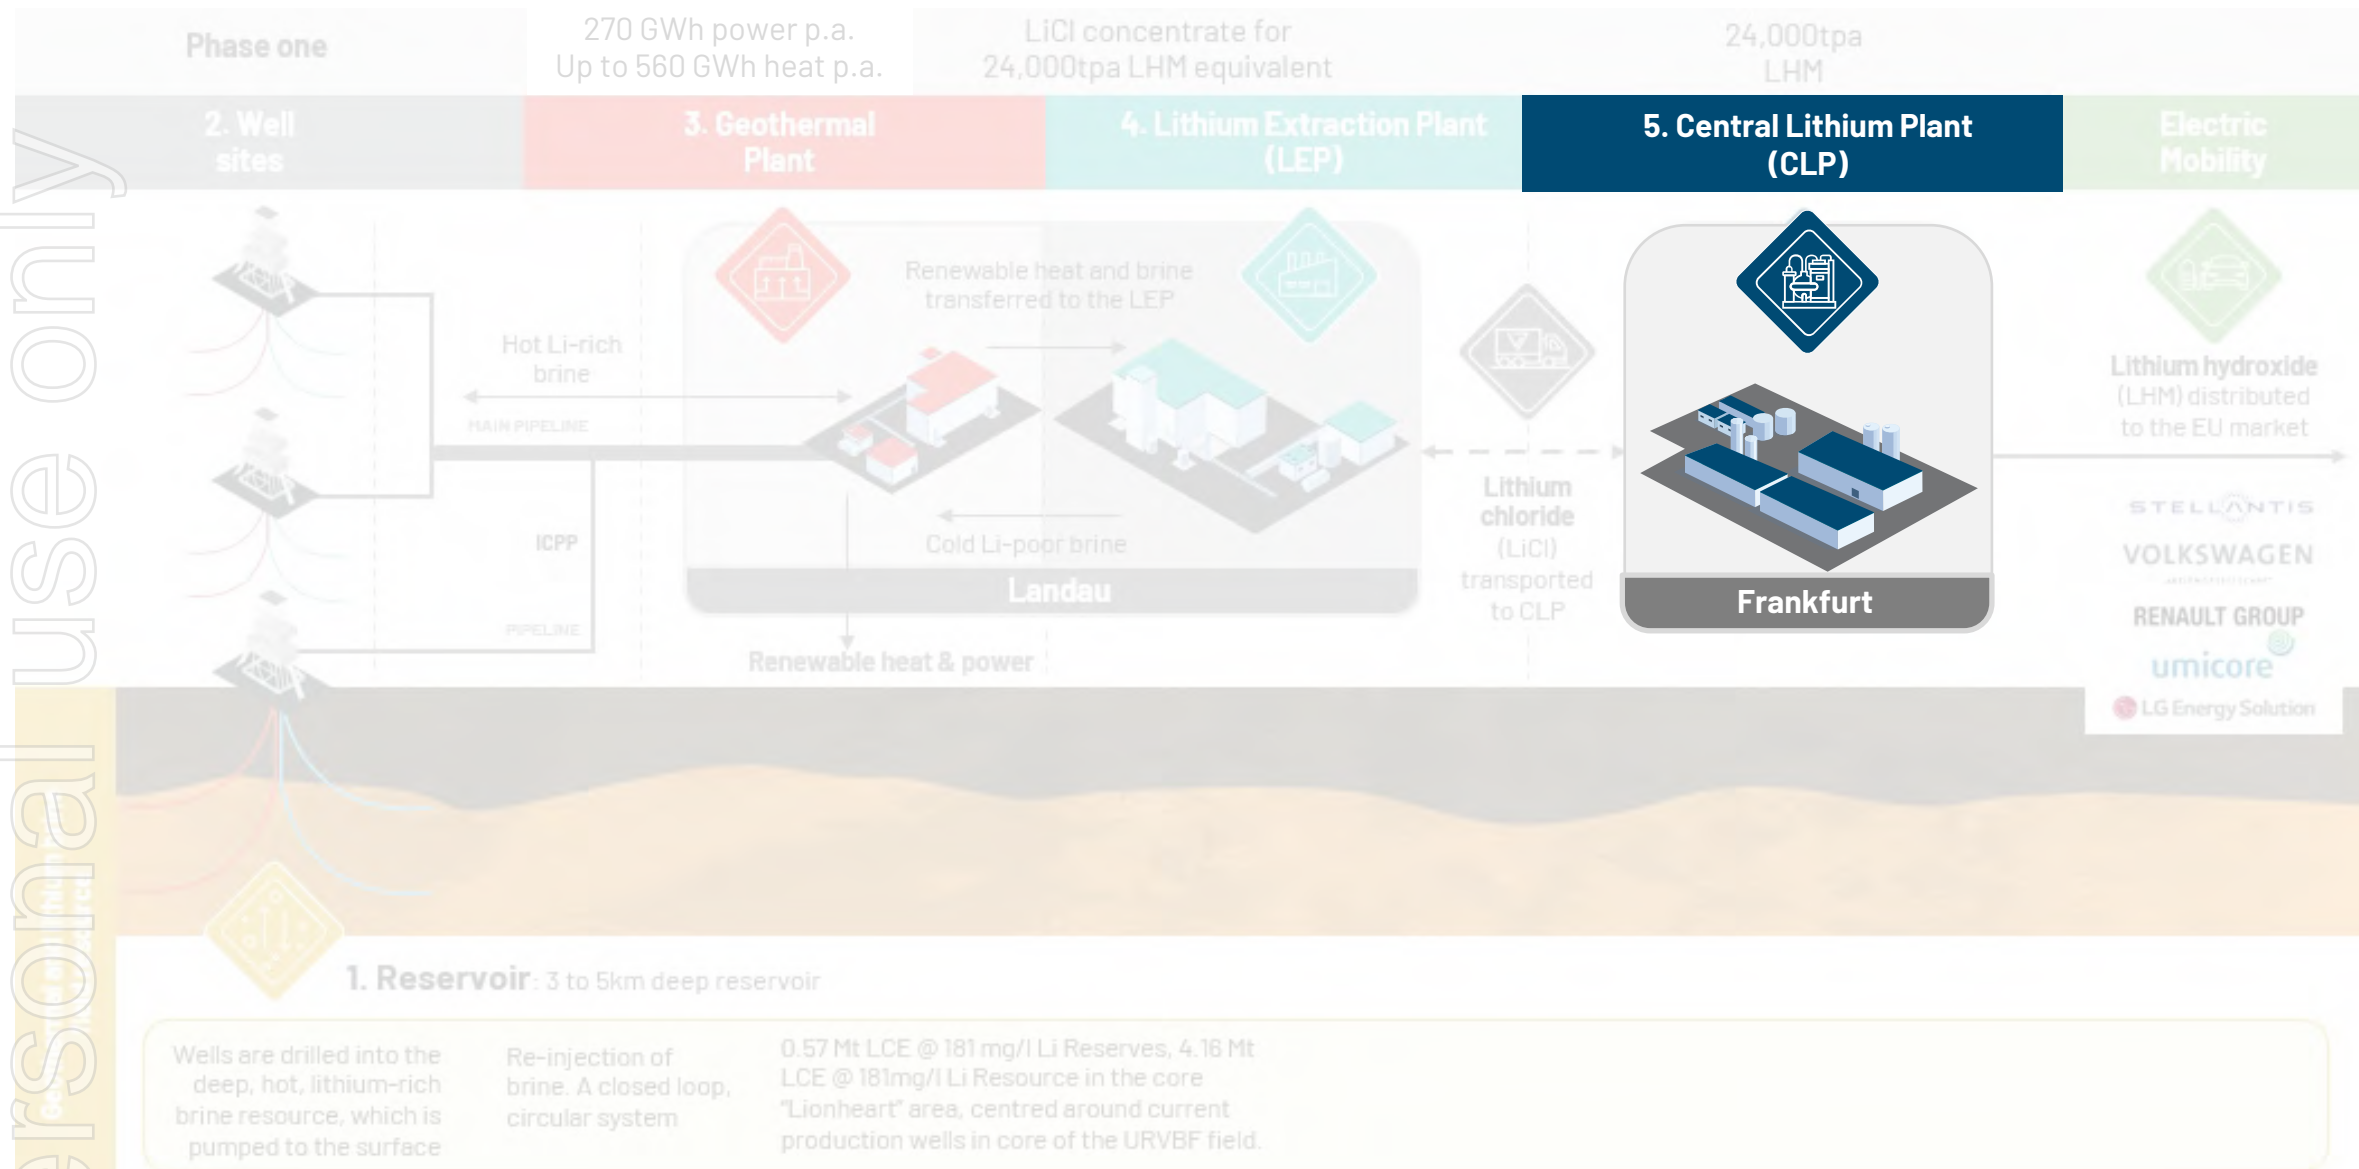 Phase one
270 GWh power p.a.
Up to 560 GWh heat p.a.
LiCl concentrate for
24,000tpa LHM equivalent
24,000tpa
LHM
2. Well
sites
3. Geothermal
Plant
4. Lithium Extraction Plant
(LEP)
5. Central Lithium Plant
(CLP)
Electric
Mobility
Hot Li-rich
brine
MAIN PIPELINE
ICPP
PIPELINE
Renewable heat and brine
transferred to the LEP
Cold Li-poor brine
Landau
Renewable heat & power
Lithium
chloride
(LiCl)
transported
to CLP
Frankfurt
Lithium hydroxide
(LHM) distributed
to the EU market
STELLANTIS
VOLKSWAGEN
RENAULT GROUP
umicore
LG Energy Solution
1. Reservoir: 3 to 5km deep reservoir
Wells are drilled into the
deep, hot, lithium-rich
brine resource, which is
pumped to the surface
Re-injection of
brine. A closed loop,
circular system
0.57 Mt LCE @ 181 mg/l Li Reserves, 4.16 Mt
LCE @ 181mg/l Li Resource in the core
"Lionheart" area, centred around current
production wells in core of the URVBF field.
ersonal use only